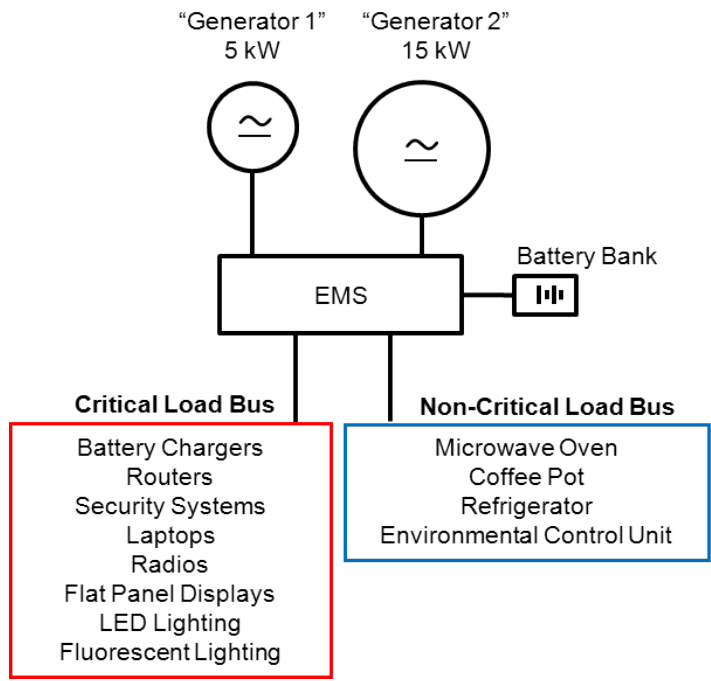 “Generator 1”
5 kW
“Generator 2”
15 kW
EMS
Battery Bank
Critical Load Bus
Battery Chargers
Routers
Security Systems
Laptops
Radios
Flat Panel Displays
LED Lighting
Fluorescent Lighting
Non-Critical Load Bus
Microwave Oven
Coffee Pot
Refrigerator
Environmental Control Unit